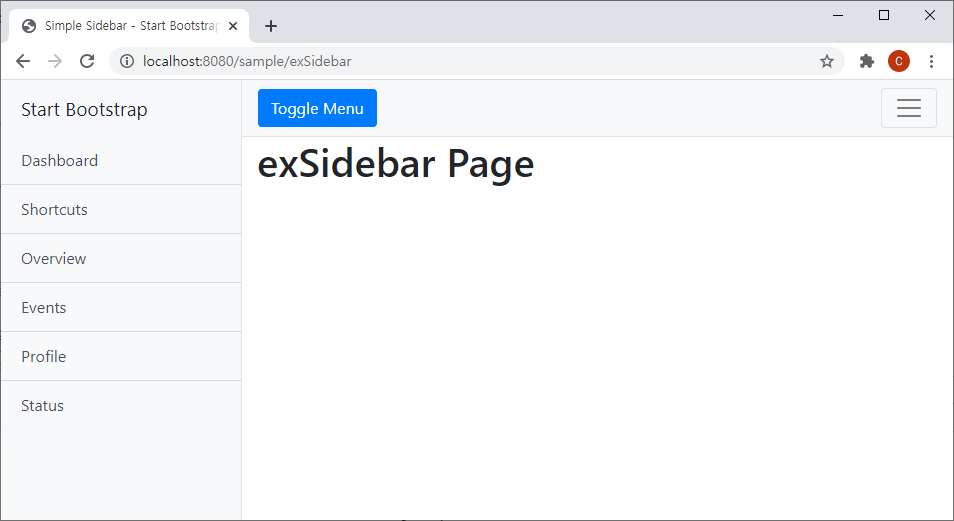 Simple Sidebar - Start Bootstrap
localhost:8080/sample/exSidebar
C
Start Bootstrap
Toggle Menu
Dashboard
exSidebar Page
Shortcuts
Overview
Events
Profile
Status